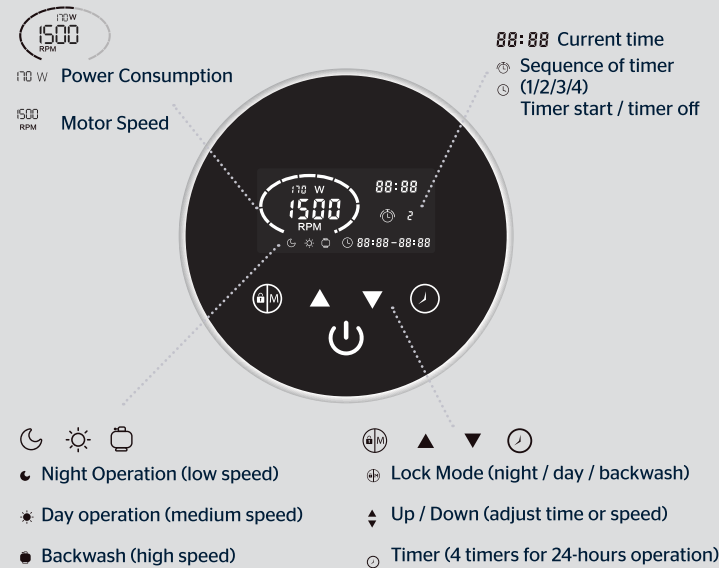 170 W
1500
RPM
170 W Power Consumption
1500
RPM
Motor Speed
88:88 Current time
Sequence of timer
(1/2/3/4)
Timer start / timer off
170 W
1500
RPM
88:88
2
88:88-88:88
M
M
Night Operation (low speed)
Day operation (medium speed)
Backwash (high speed)
Lock Mode (night / day / backwash)
Up / Down (adjust time or speed)
Timer (4 timers for 24-hours operation)